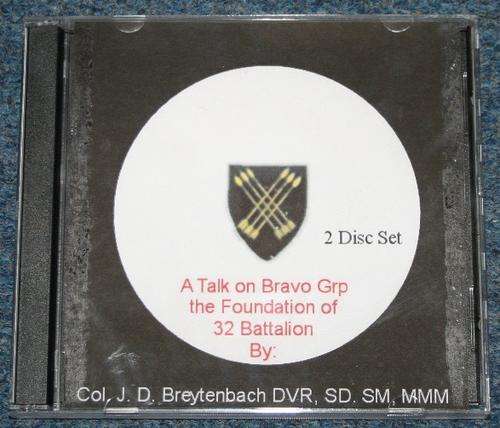 2 Disc Set
A Talk on Bravo Grp
the Foundation of
32 Battalion
By:
Col. J. D. Breytenbach DVR, SD. SM, MMM